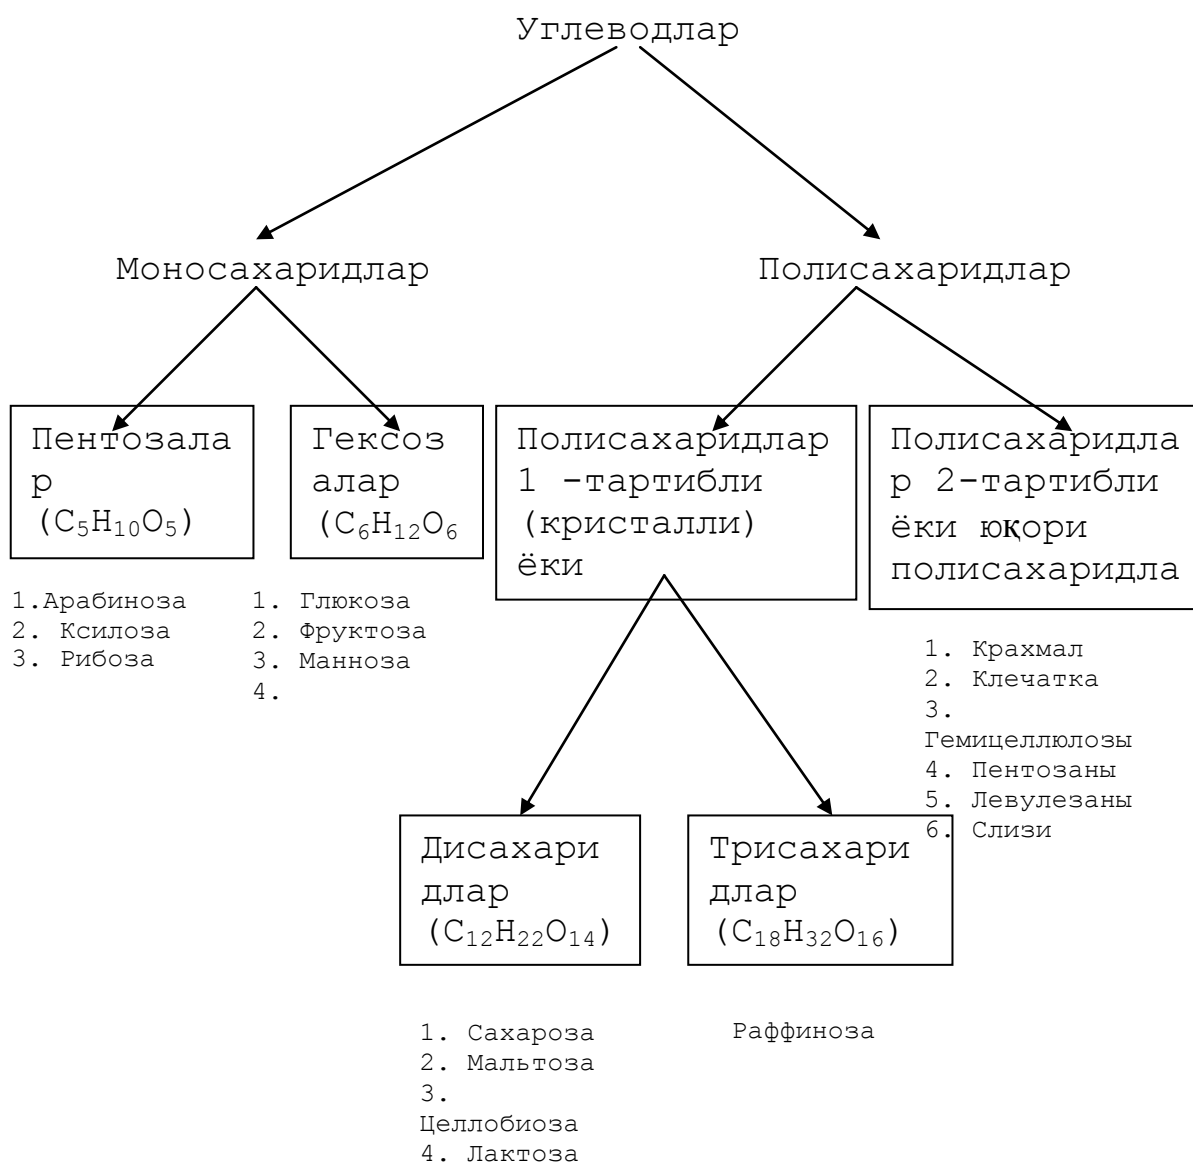 Углеводлар
Моносахаридлар
Полисахаридлар
Пентозала
р
(C₅H₁₀O₅)
Гексоз
алар
(C₆H₁₂O₆
Полисахаридлар
1 -тартибли
(кристалли)
ёки
Полисахаридла
р 2-тартибли
ёки юқори
полисахаридла
1.Арабиноза
2. Ксилоза
3. Рибоза
1. Глюкоза
2. Фруктоза
3. Манноза
4.
1. Крахмал
2. Клечатка
3.
Гемицеллюлозы
4. Пентозаны
5. Левулезаны
6. Слизи
Дисахари
длар
(C₁₂H₂₂O₁₄)
Трисахари
длар
(C₁₈H₃₂O₁₆)
1. Сахароза
2. Мальтоза
3.
Целлобиоза
4. Лактоза
Раффиноза